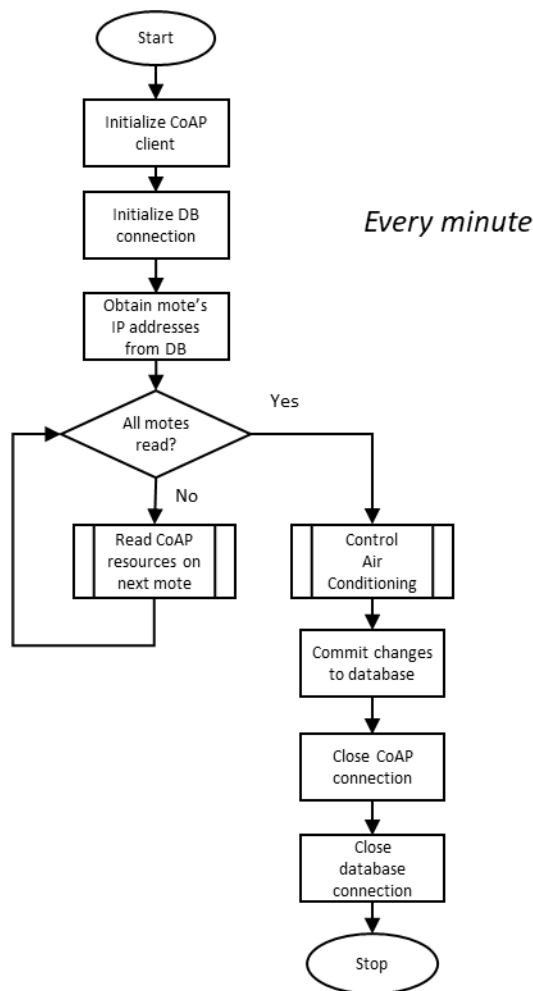 Start
Initialize CoAP
client
Initialize DB
connection
Every minute
Obtain mote's
IP addresses
from DB
All motes
read?
Yes
No
Read CoAP
resources on
next mote
Control
Air
Conditioning
Commit changes
to database
Close CoAP
connection
Close
database
connection
Stop